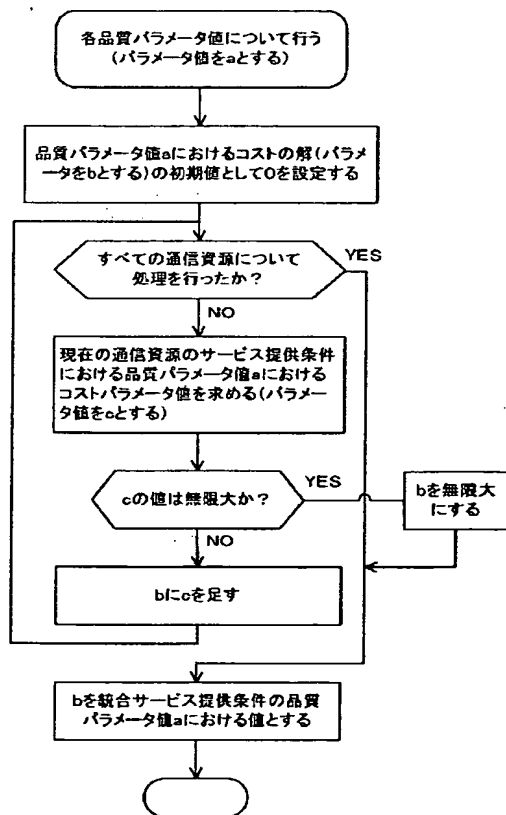 各品質パラメータ値について行う
(パラメータ値をaとする)
品質パラメータ値aにおけるコストの解(パラメ
ータをbとする)の初期値として0を設定する
すべての通信資源について
処理を行ったか?
YES
NO
現在の通信資源のサービス提供条件
における品質パラメータ値aにおける
コストパラメータ値を求める(パラメー
タ値をcとする)
cの値は無限大か?
YES
bを無限大
にする
NO
bにcを足す
bを統合サービス提供条件の品質
パラメータ値aにおける値とする